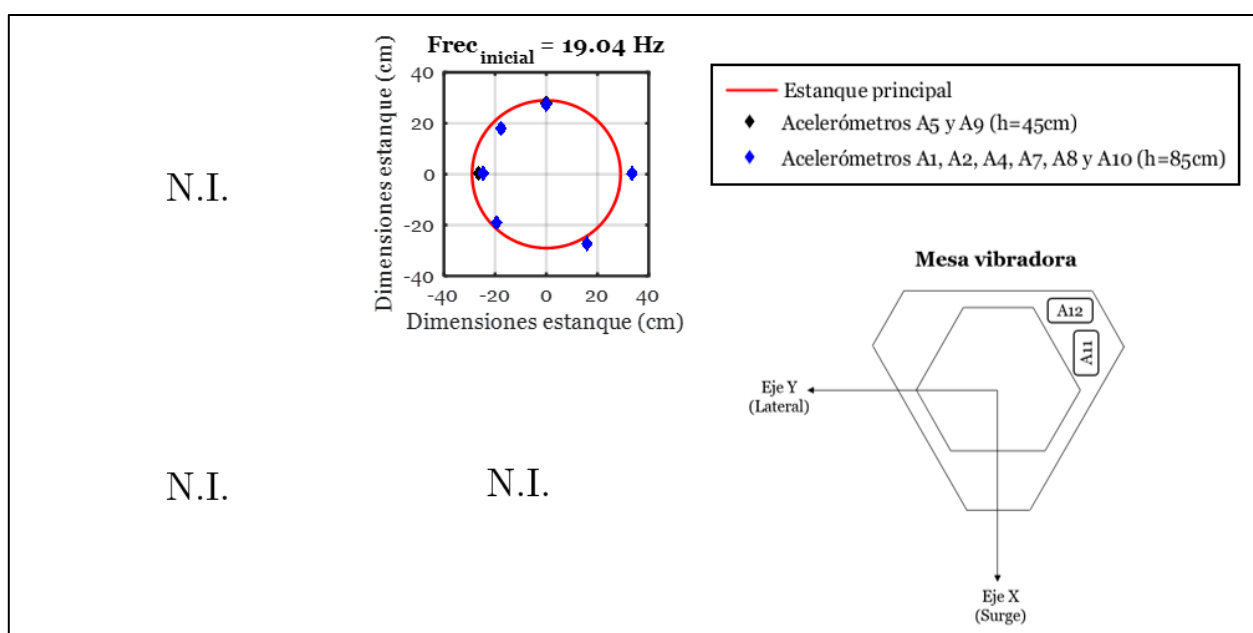 Frec inicial = 19.04 Hz
Dimensiones estanque (cm)
40
20
0
-20
-40
-40
-20
0
20
40
Dimensiones estanque (cm)
N.I.
N.I.
N.I.
Estanque principal
Acelerómetros A5 y A9 (h=45cm)
Acelerómetros A1, A2, A4, A7, A8 y A10 (h=85cm)
Mesa vibradora
A12
A11
Eje Y
(Lateral)
Eje X
(Surge)